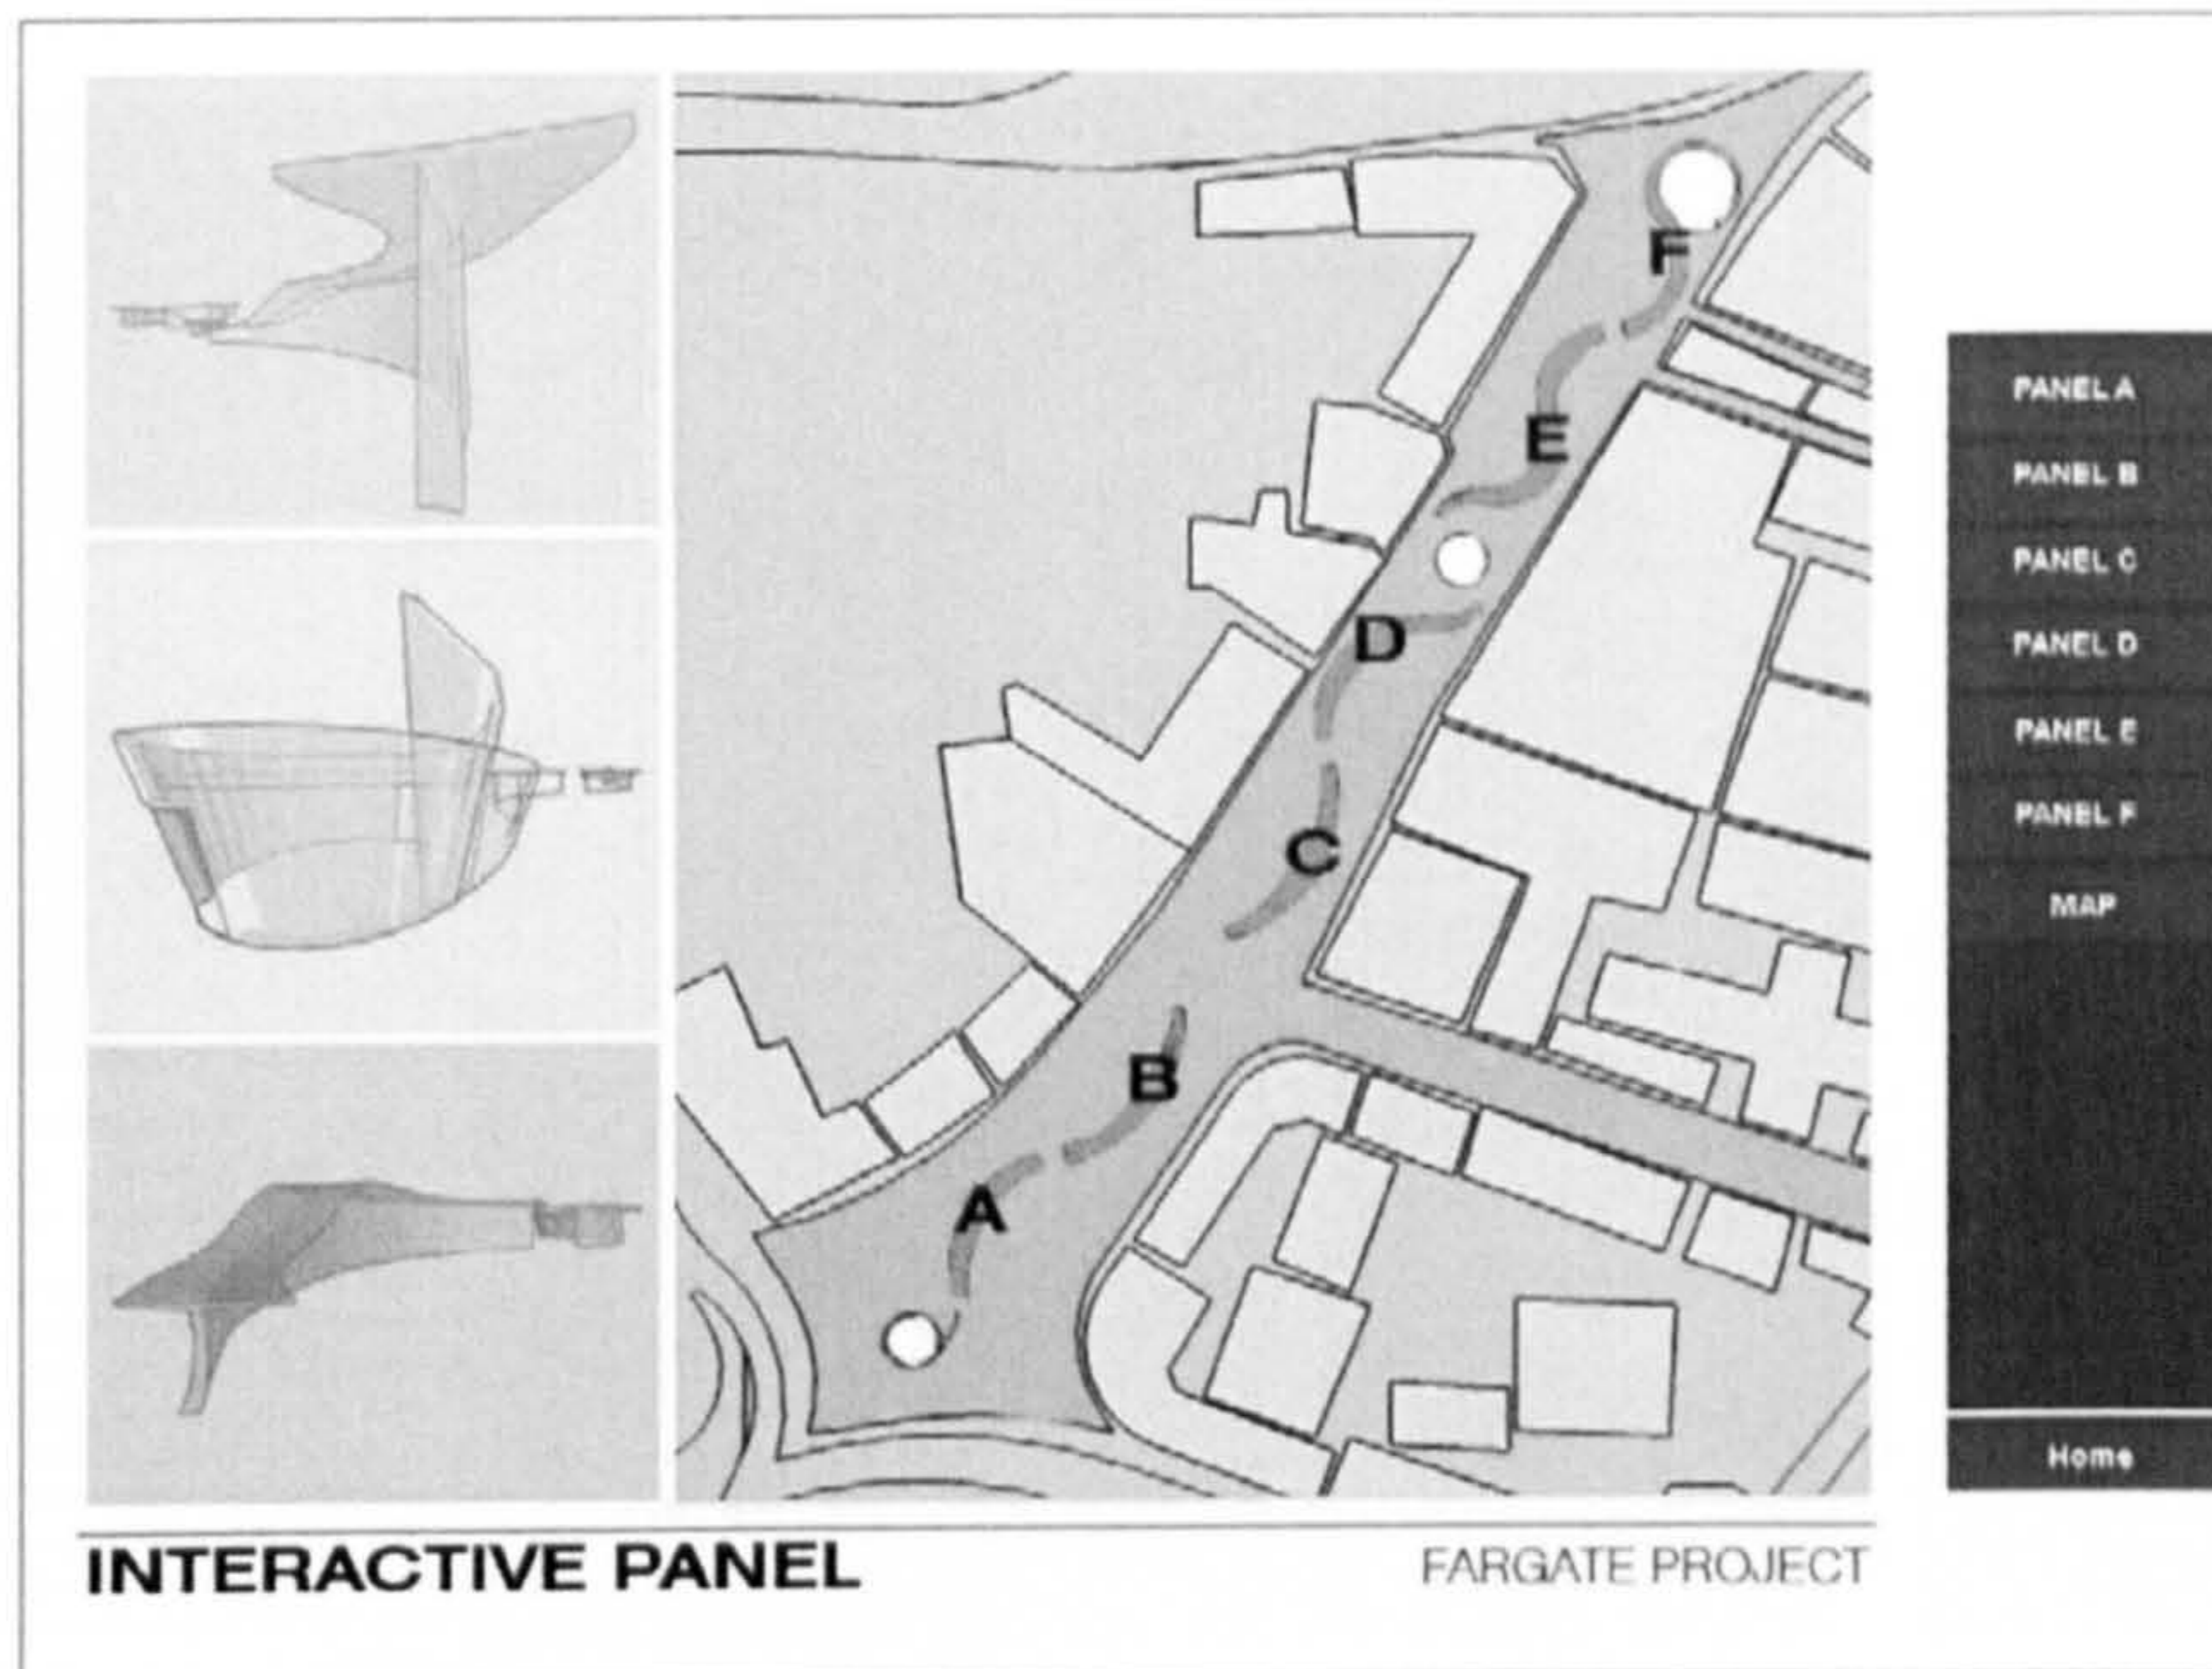 F
E
D
C
B
A
PANEL A
PANEL B
PANEL C
PANEL D
PANEL E
PANEL F
MAP
Home
INTERACTIVE PANEL
FARGATE PROJECT